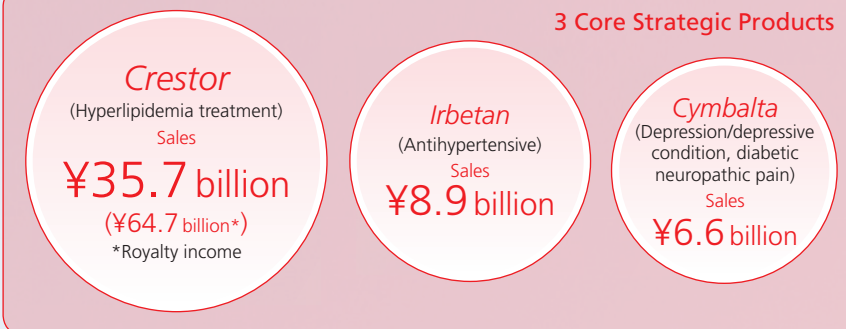 3 Core Strategic Products
Crestor
(Hyperlipidemia treatment)
Sales
¥35.7 billion
(¥64.7 billion*)
*Royalty income
Irbetan
(Antihypertensive)
Sales
¥8.9 billion
Cymbalta
(Depression/depressive
condition, diabetic
neuropathic pain)
Sales
¥6.6 billion